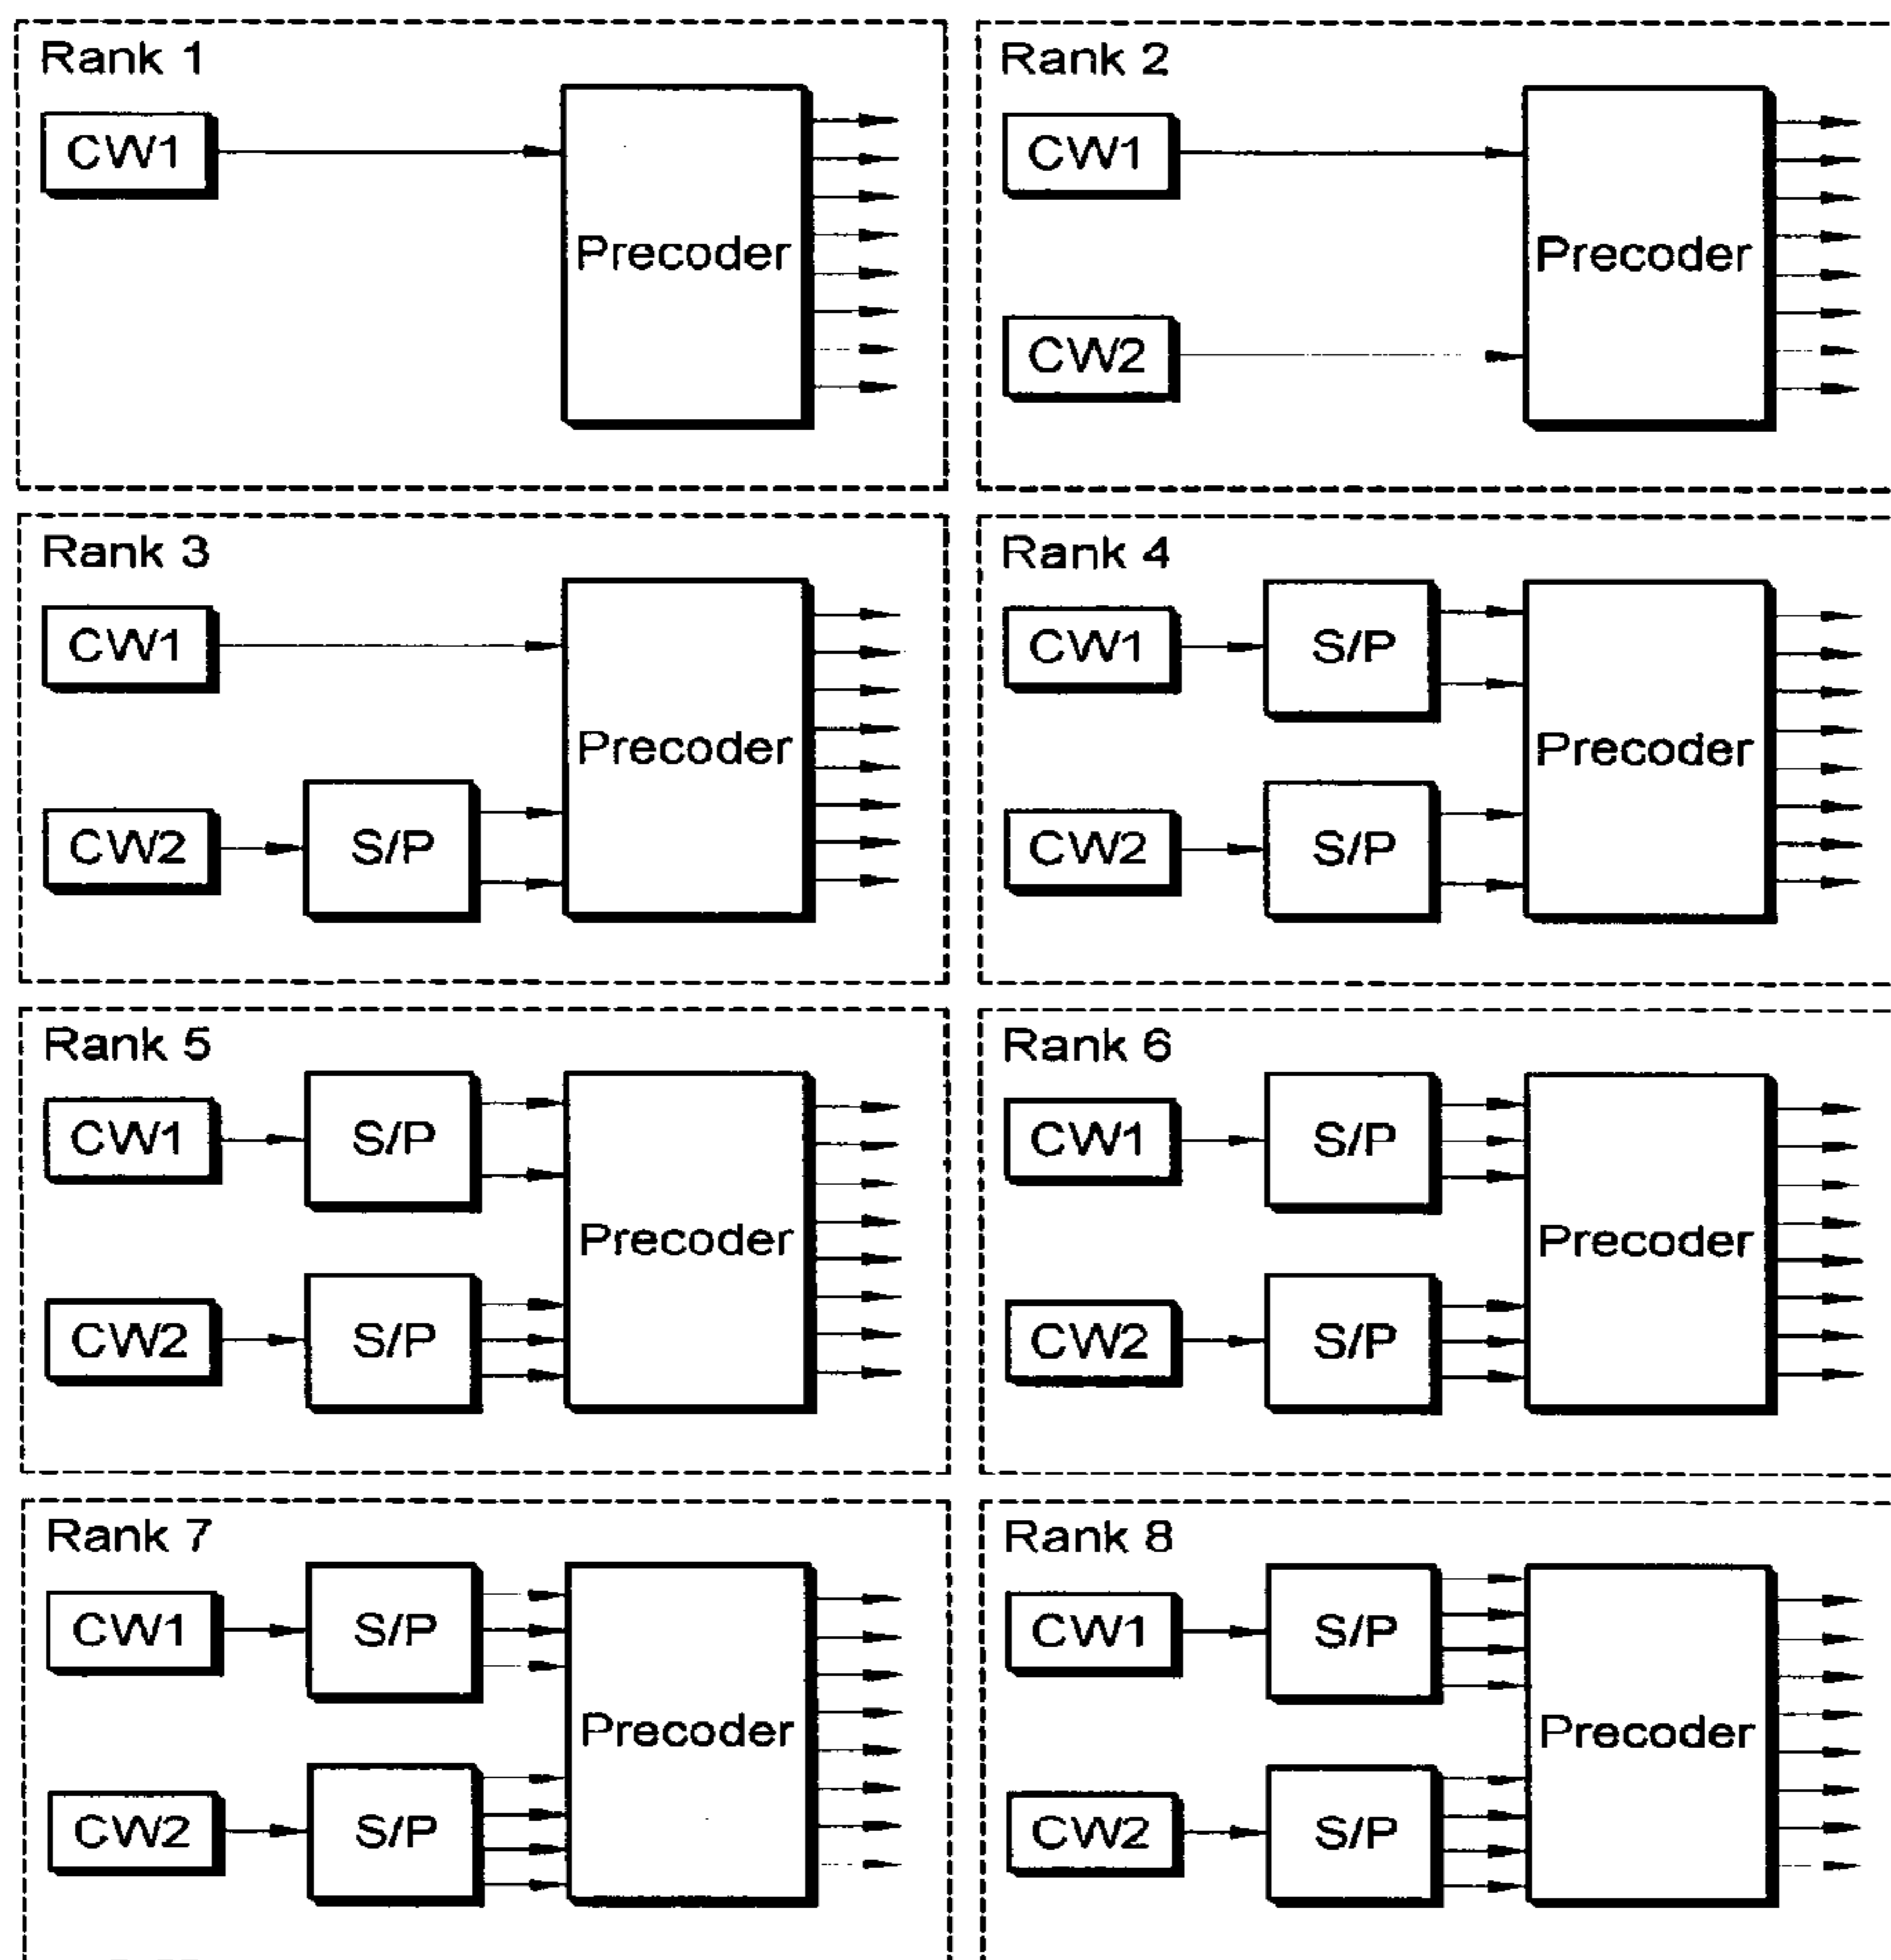 Rank 1
CW1
Precoder
Rank 2
CW1
Precoder
CW2
Rank 3
CW1
Precoder
CW2
S/P
Rank 4
CW1
S/P
Precoder
CW2
S/P
Rank 5
CW1
S/P
Precoder
CW2
S/P
Rank 6
CW1
S/P
Precoder
CW2
S/P
Rank 7
CW1
S/P
Precoder
CW2
S/P
Rank 8
CW1
S/P
Precoder
CW2
S/P